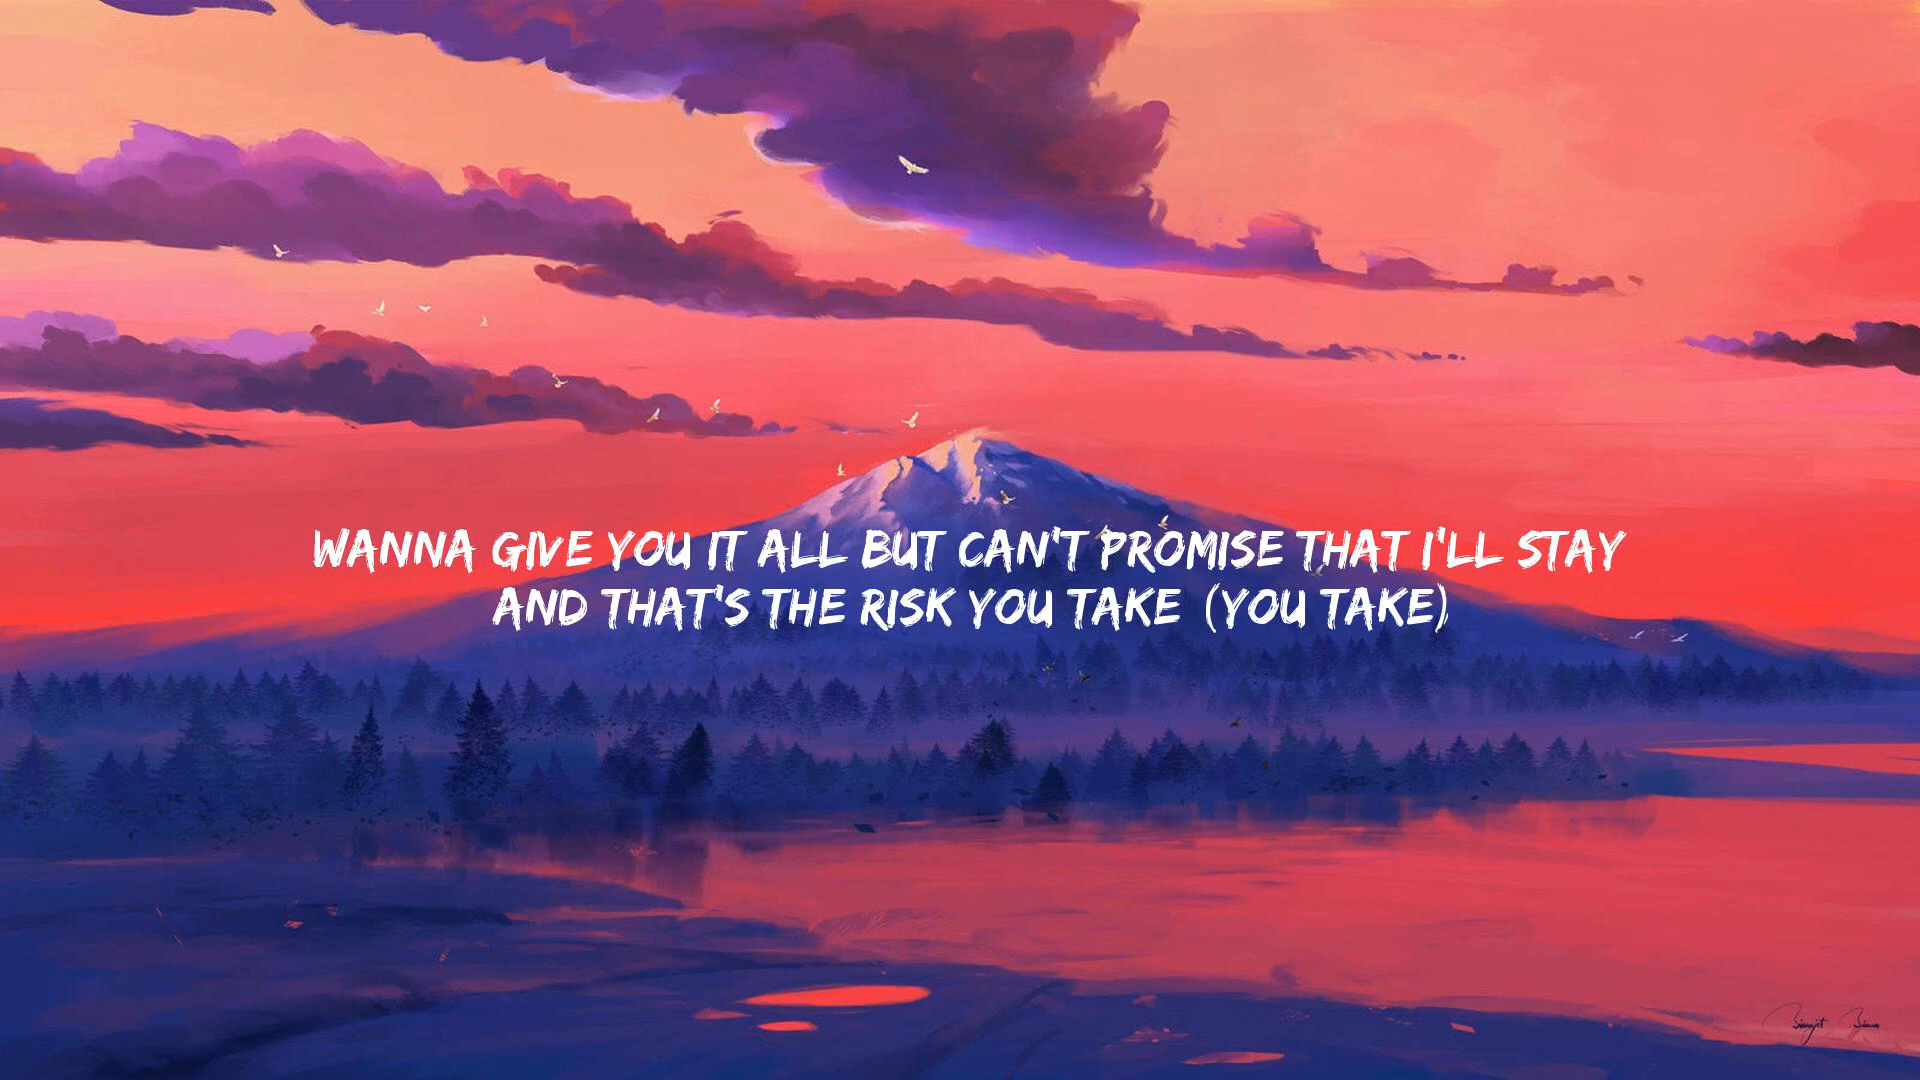 WANNA GIVE YOU IT ALL BUT CAN'T PROMISE THAT I'LL STAY
AND THAT'S THE RISK YOU TAKE (YOU TAKE)